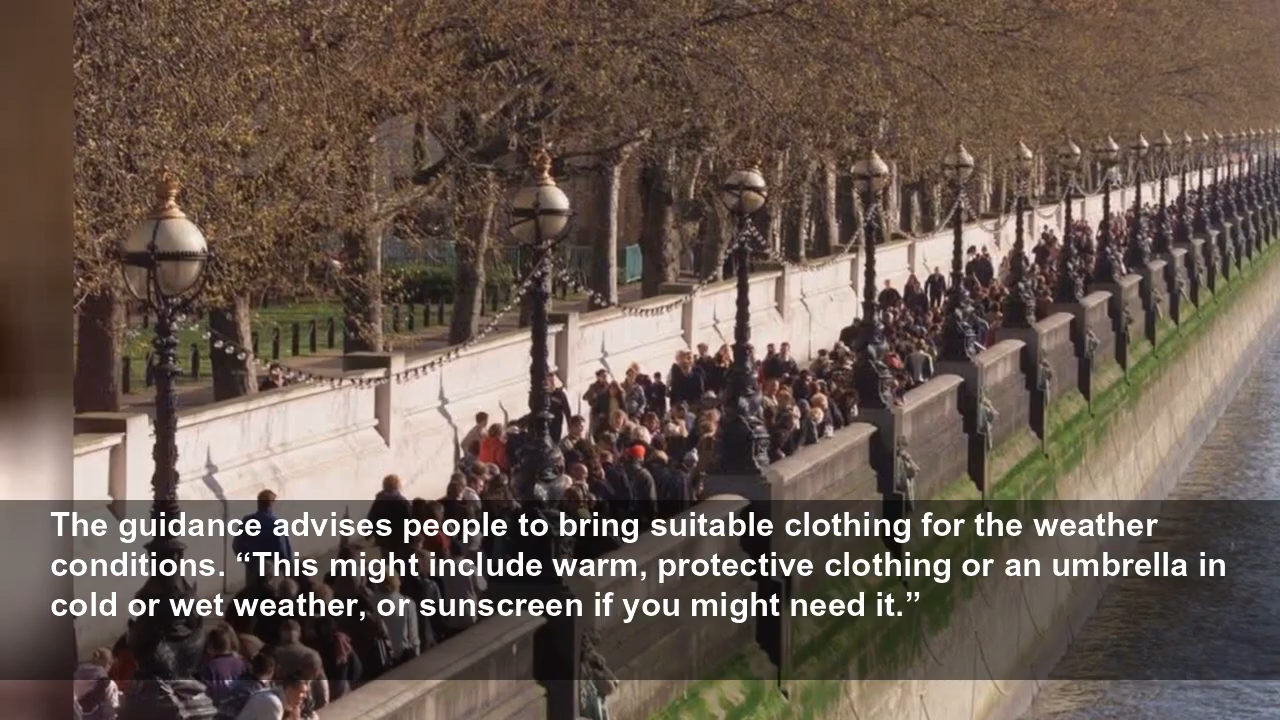 The guidance advises people to bring suitable clothing for the weather
conditions. “This might include warm, protective clothing or an umbrella in
cold or wet weather, or sunscreen if you might need it.”